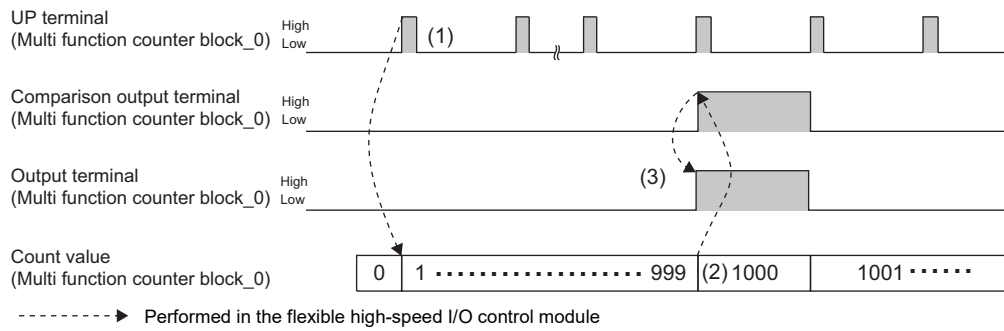 UP terminal
(Multi function counter block_0)
High
Low
(1)
Comparison output terminal
(Multi function counter block_0)
High
Low
Output terminal
(Multi function counter block_0)
High
Low
(3)
Count value
(Multi function counter block_0)
0 1 ·················· 999 (2) 1000 1001 ······
Performed in the flexible high-speed I/O control module